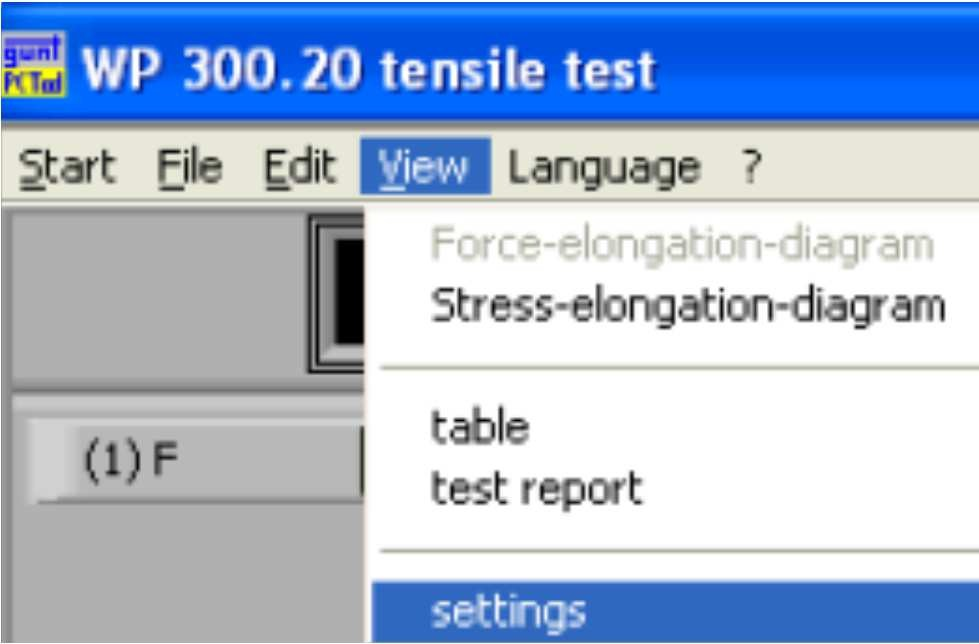 gunt
PCTool
WP 300.20 tensile test
Start File Edit View Language ?
Force-elongation-diagram
Stress-elongation-diagram
table
(1) F
test report
settings